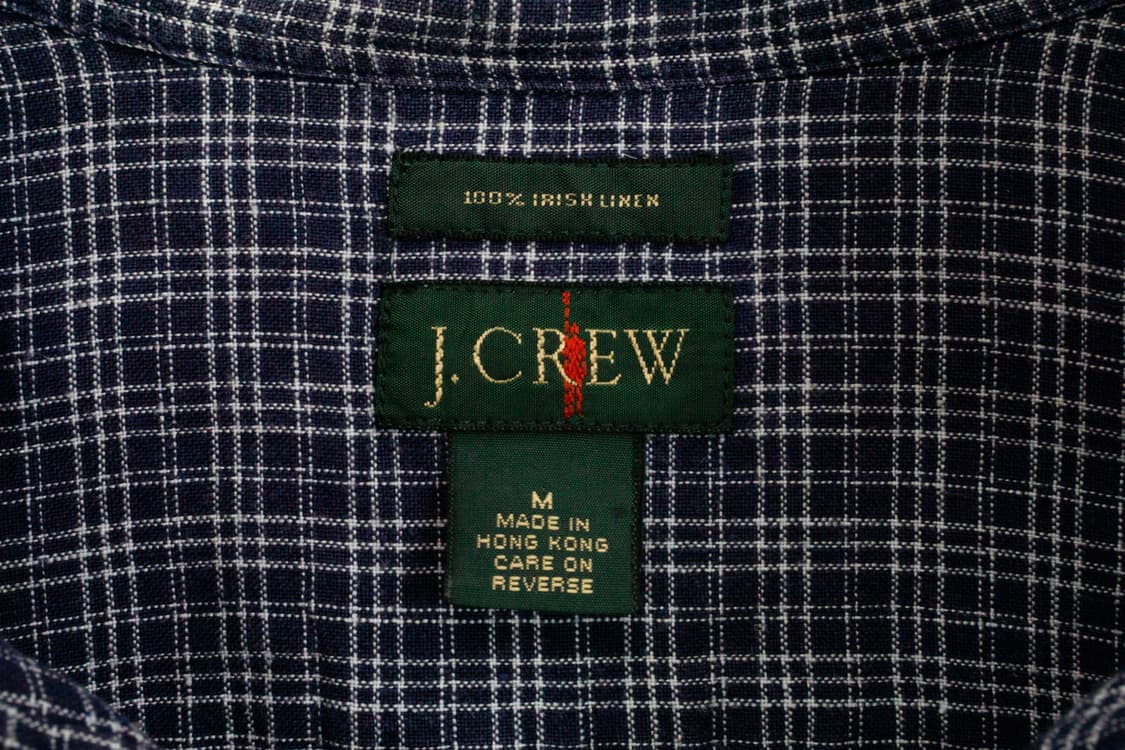 100% IRISH LINEN
J.CREW
M
MADE IN
HONG KONG
CARE ON
REVERSE